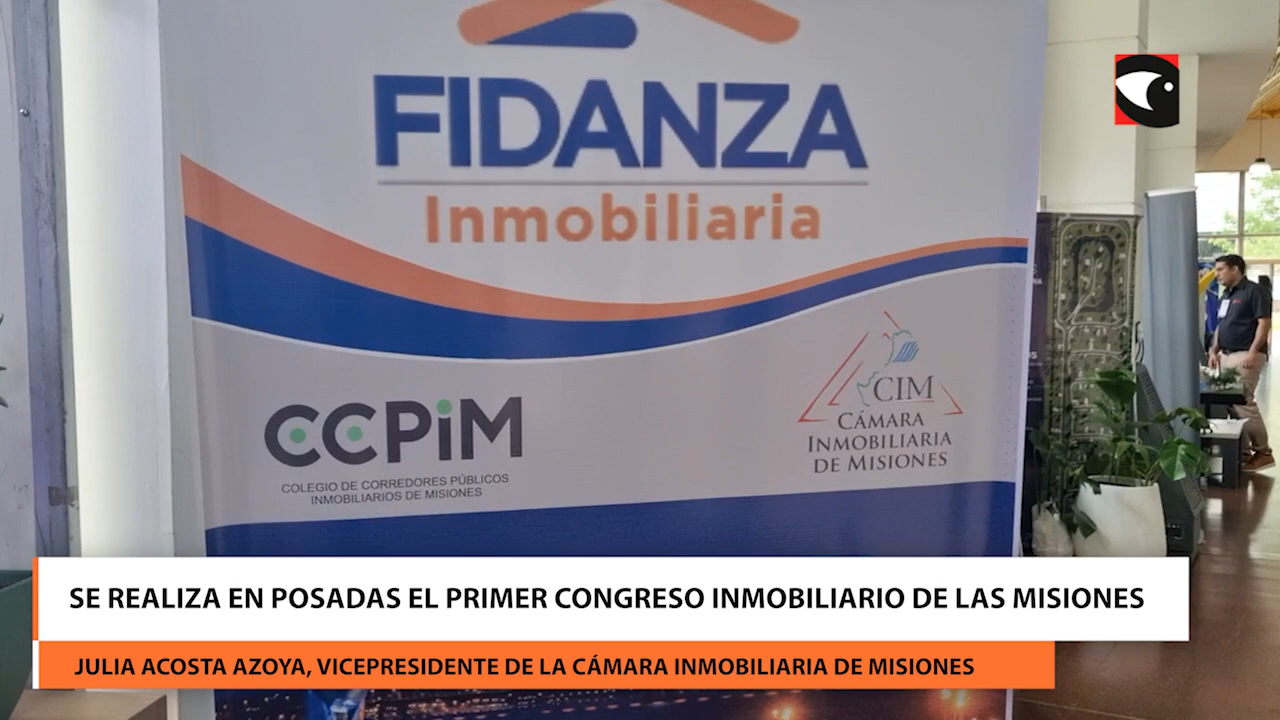 FIDANZA
Inmobiliaria
CCPiM
COLEGIO DE CORREDORES PÚBLICOS
INMOBILIARIOS DE MISIONES
CIM
CÁMARA
INMOBILIARIA
DE MISIONES
SE REALIZA EN POSADAS EL PRIMER CONGRESO INMOBILIARIO DE LAS MISIONES
JULIA ACOSTA AZOYA, VICEPRESIDENTE DE LA CÁMARA INMOBILIARIA DE MISIONES